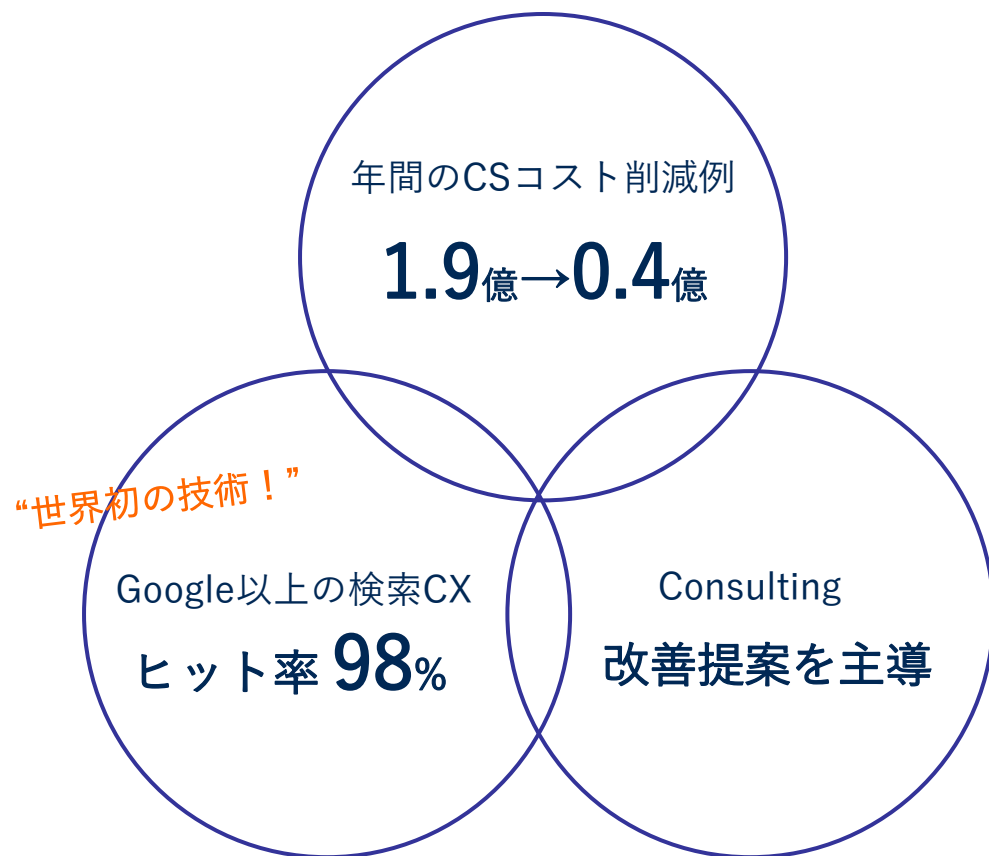 年間のCSコスト削減例
1.9億→0.4億
“世界初の技術！”
Google以上の検索CX
ヒット率 98%
Consulting
改善提案を主導